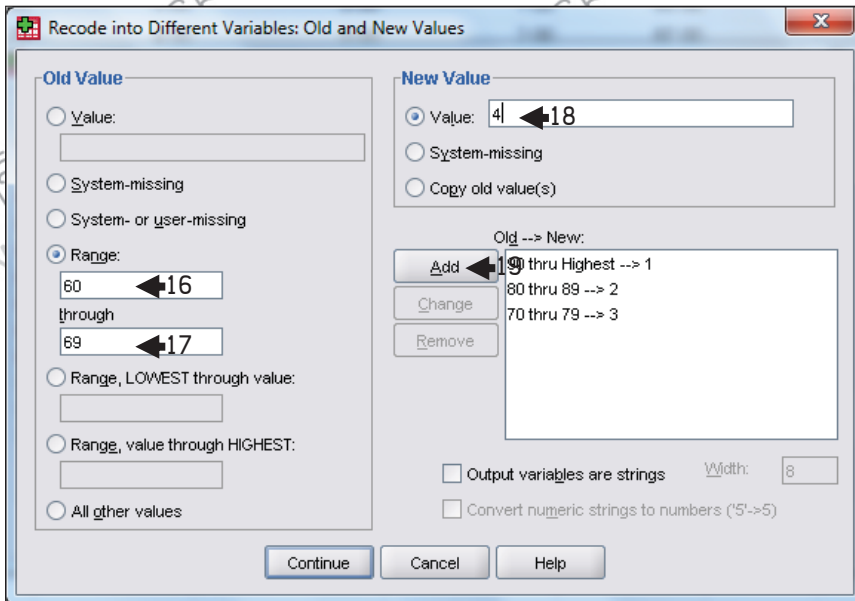 Recode into Different Variables: Old and New Values
Old Value
Value:
System-missing
System- or user-missing
Range:
60
16
through
69
17
Range, LOWEST through value:
Range, value through HIGHEST:
All other values
New Value
Value: 4
18
System-missing
Copy old value(s)
Old --> New:
Add
19
Change
Remove
thru Highest --> 1
80 thru 89 --> 2
70 thru 79 --> 3
Output variables are strings
Width: 8
Convert numeric strings to numbers ('5'->5)
Continue
Cancel
Help